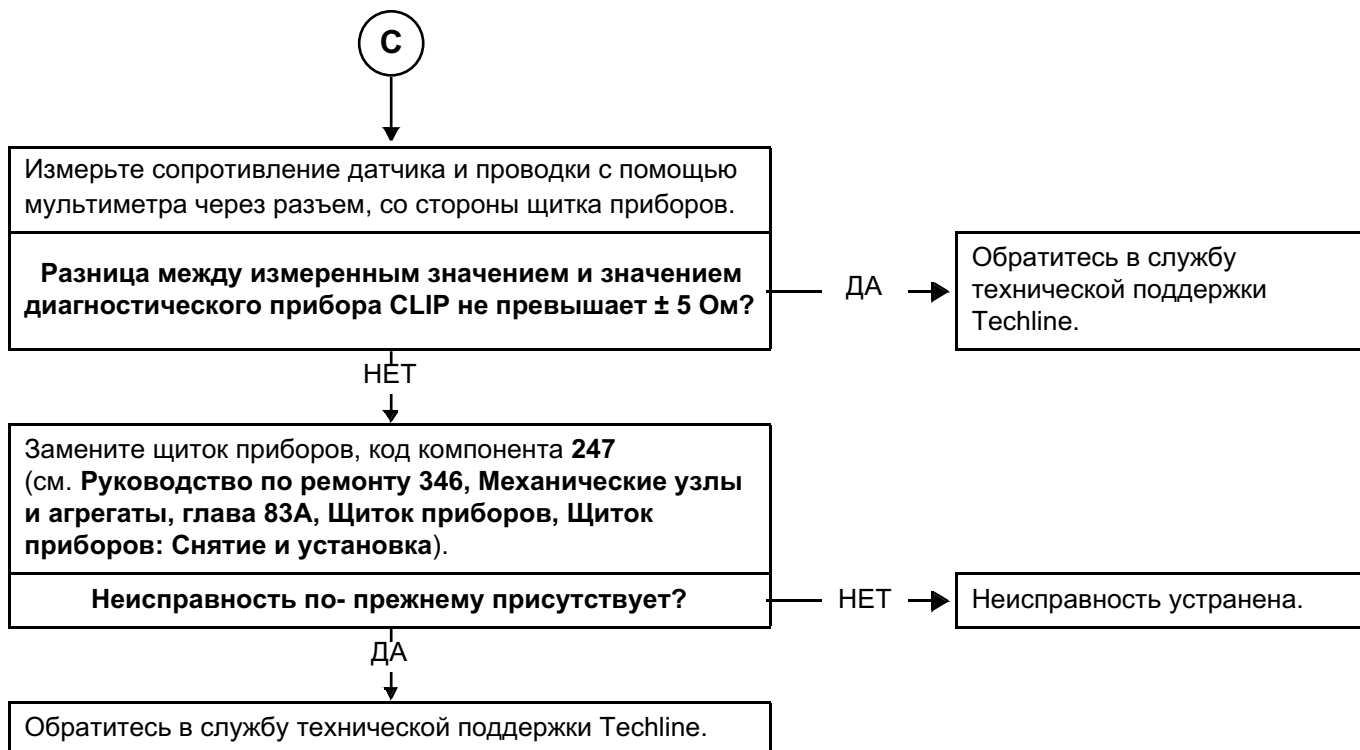 C
Измерьте сопротивление датчика и проводки с помощью
мультиметра через разъем, со стороны щитка приборов.
Разница между измеренным значением и значением
диагностического прибора CLIP не превышает ± 5 Ом?
ДА
Обратитесь в службу
технической поддержки
Techline.
НЕТ
Замените щиток приборов, код компонента 247
(см. Руководство по ремонту 346, Механические узлы
и агрегаты, глава 83A, Щиток приборов, Щиток
приборов: Снятие и установка).
Неисправность по- прежнему присутствует?
НЕТ
Неисправность устранена.
ДА
Обратитесь в службу технической поддержки Techline.